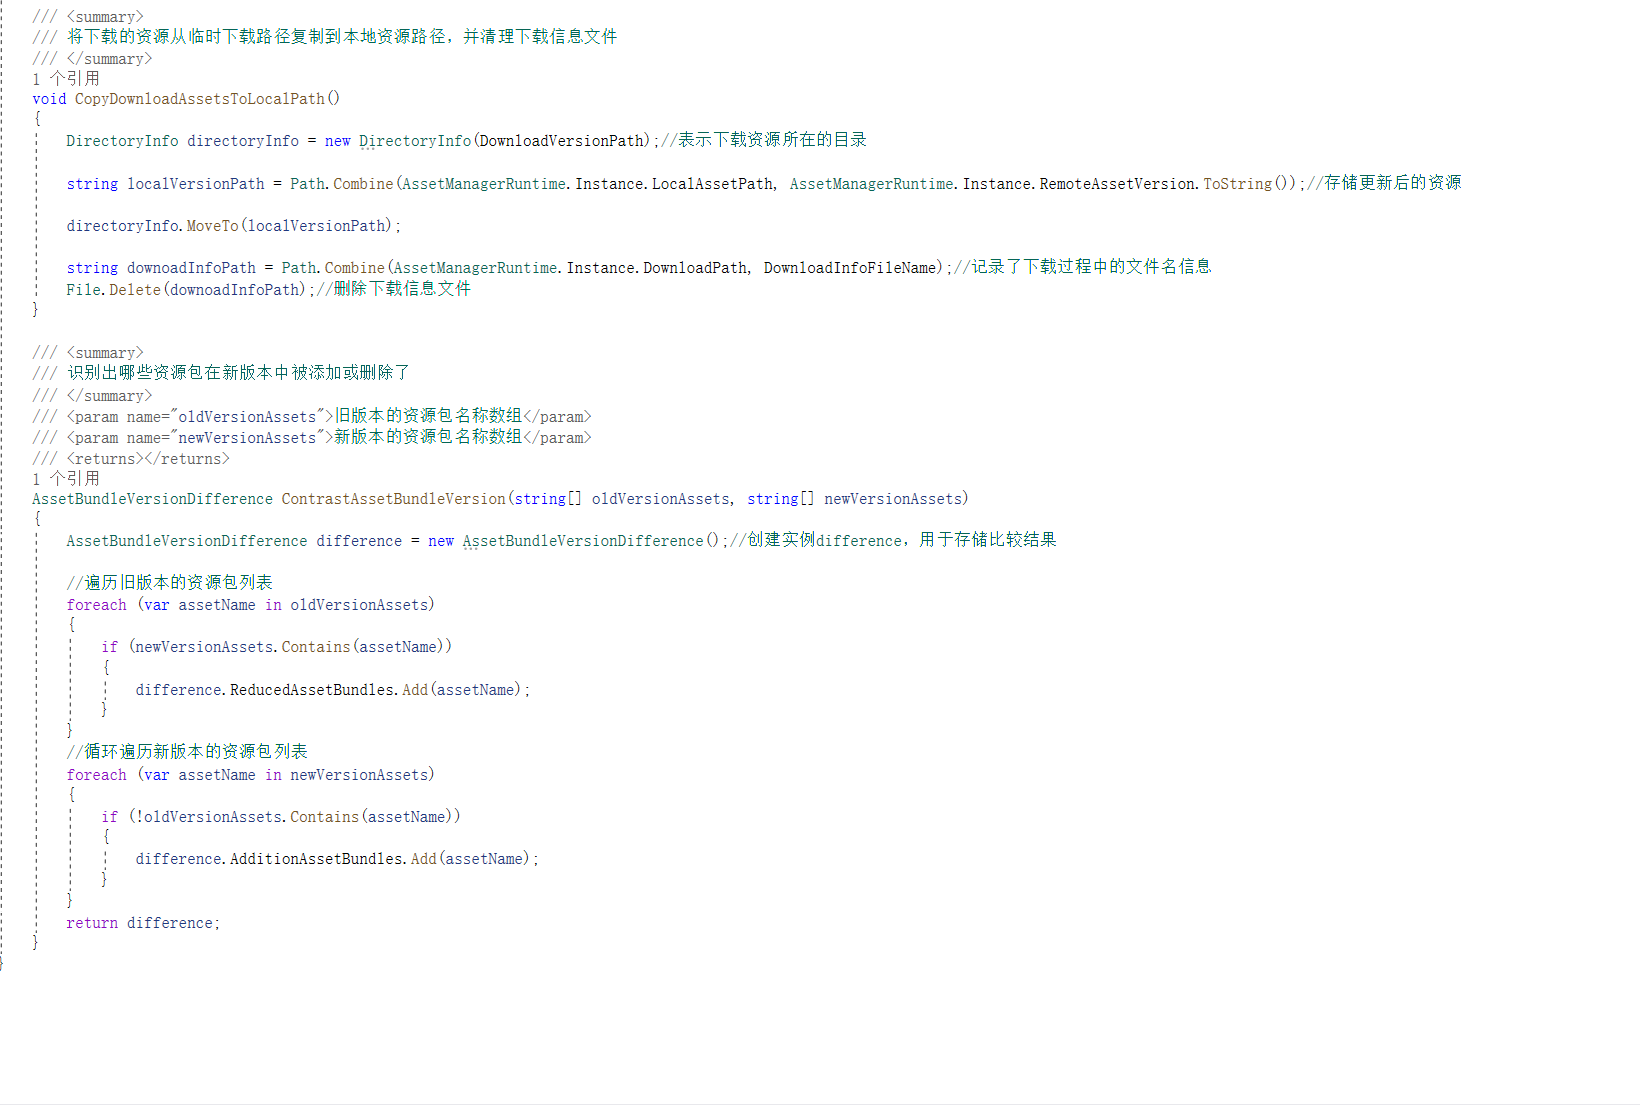 /// <summary>
/// 将下载的资源从临时下载路径复制到本地资源路径，并清理下载信息文件
/// </summary>
1 个引用
void CopyDownloadAssetsToLocalPath()
{
DirectoryInfo directoryInfo = new DirectoryInfo(DownloadVersionPath);//表示下载资源所在的目录
string localVersionPath = Path.Combine(AssetManagerRuntime.Instance.LocalAssetPath, AssetManagerRuntime.Instance.RemoteAssetVersion.ToString());//存储更新后的资源
directoryInfo.MoveTo(localVersionPath);
string downoadInfoPath = Path.Combine(AssetManagerRuntime.Instance.DownloadPath, DownloadInfoFileName);//记录了下载过程中的文件名信息
File.Delete(downoadInfoPath);//删除下载信息文件
}
/// <summary>
/// 识别出哪些资源包在新版本中被添加或删除了
/// </summary>
/// <param name="oldVersionAssets">旧版本的资源包名称数组</param>
/// <param name="newVersionAssets">新版本的资源包名称数组</param>
/// <returns></returns>
1 个引用
AssetBundleVersionDifference ContrastAssetBundleVersion(string[] oldVersionAssets, string[] newVersionAssets)
{
AssetBundleVersionDifference difference = new AssetBundleVersionDifference();//创建实例difference，用于存储比较结果
//遍历旧版本的资源包列表
foreach (var assetName in oldVersionAssets)
{
if (newVersionAssets.Contains(assetName))
{
difference.ReducedAssetBundles.Add(assetName);
}
}
//循环遍历新版本的资源包列表
foreach (var assetName in newVersionAssets)
{
if (!oldVersionAssets.Contains(assetName))
{
difference.AdditionAssetBundles.Add(assetName);
}
}
return difference;
}
}